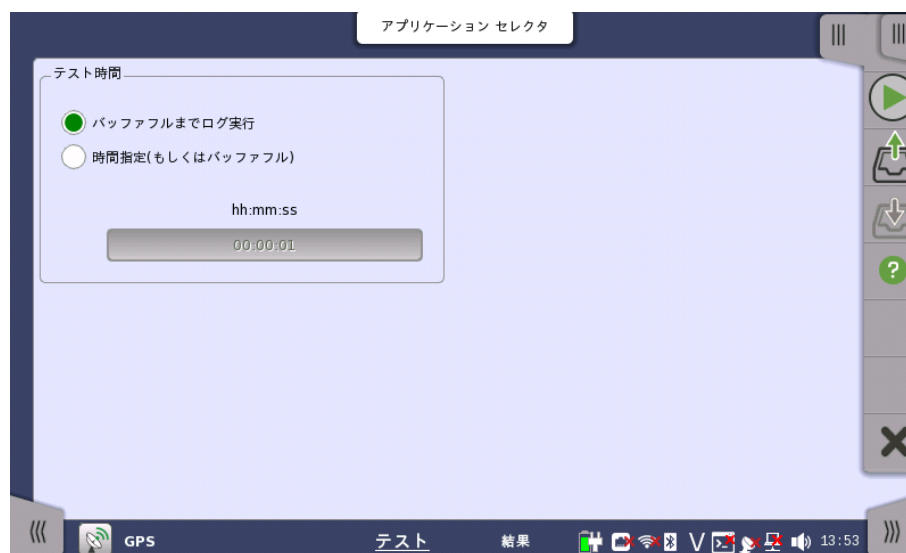 アプリケーション セレクタ
テスト時間
バッファフルまでログ実行
時間指定(もしくはバッファフル)
hh:mm:ss
00:00:01
GPS
テスト
結果
13:53